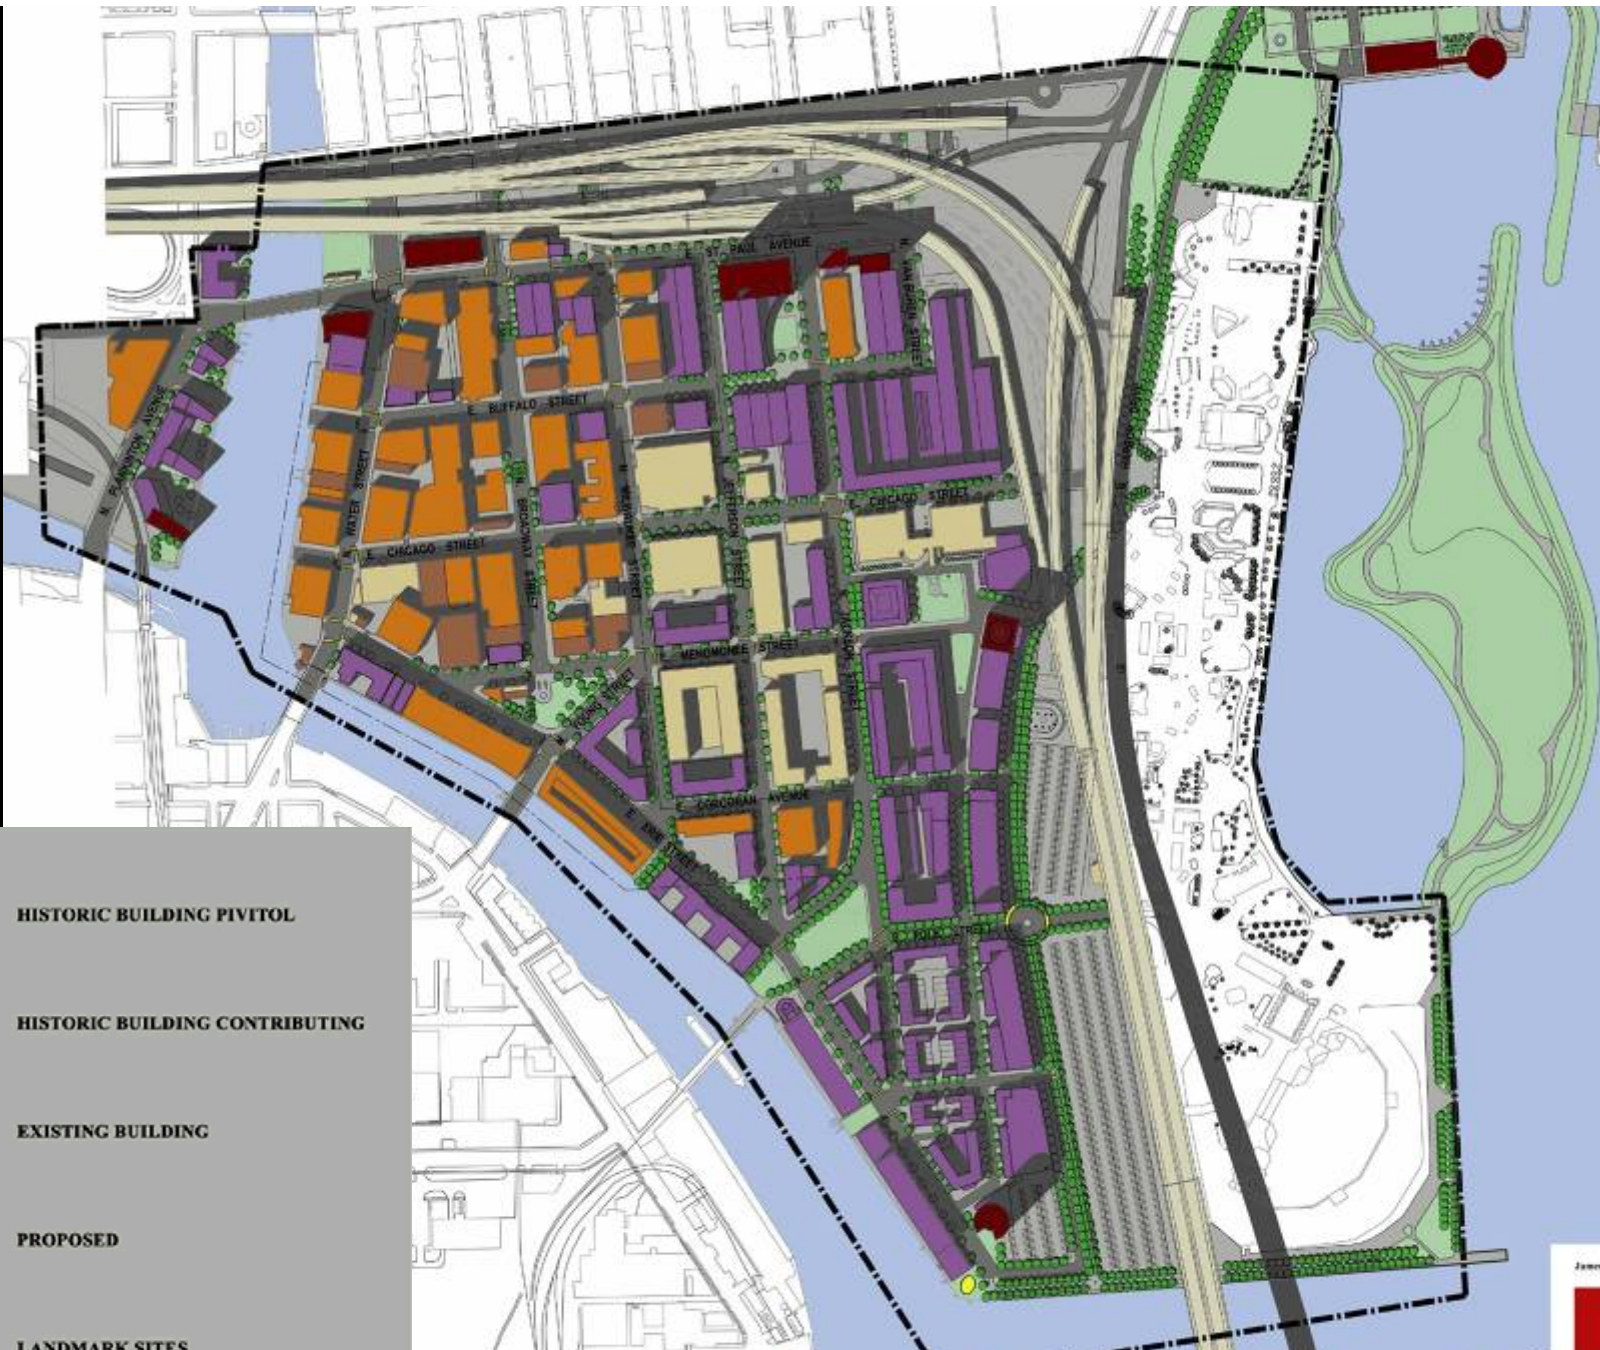 ST PAUL AVENUE
N. VAN BUREN STREET
E. BUFFALO STREET
N. PLANKINTON AVENUE
N. WATER STREET
N. BROADWAY STREET
N. MILWAUKEE STREET
JEFFERSON STREET
E. CHICAGO STREET
E. CHICAGO STREET
E. MENOMONEE STREET
JACKSON STREET
YOUNG STREET
E. CORCORAN AVENUE
E. ERIE STREET
HISTORIC BUILDING PIVITOL
HISTORIC BUILDING CONTRIBUTING
EXISTING BUILDING
PROPOSED
LANDMARK SITES